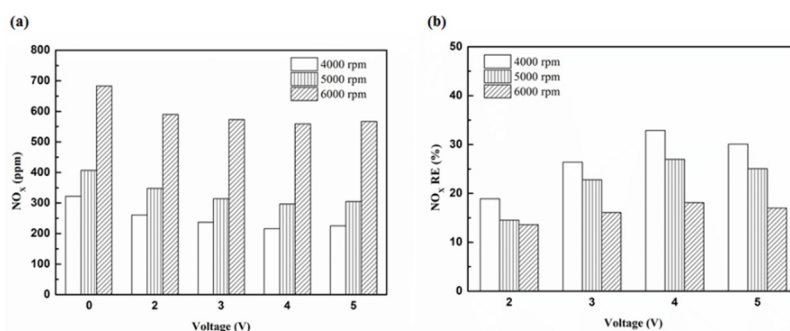 (a)
NOX (ppm)
800
700
600
500
400
300
200
100
0
4000 rpm
5000 rpm
6000 rpm
0 2 3 4 5
Voltage (V)
(b)
NOX RE (%)
50
40
30
20
10
0
4000 rpm
5000 rpm
6000 rpm
2 3 4 5
Voltage (V)